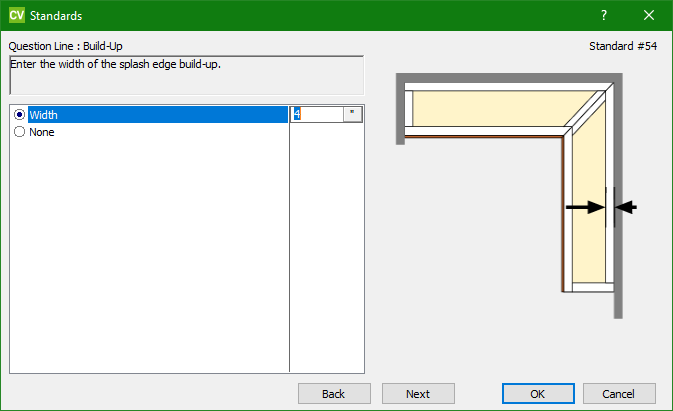 CV Standards ?
Question Line : Build-Up
Standard #54
Enter the width of the splash edge build-up.
Width 4 "
None
Back Next OK Cancel